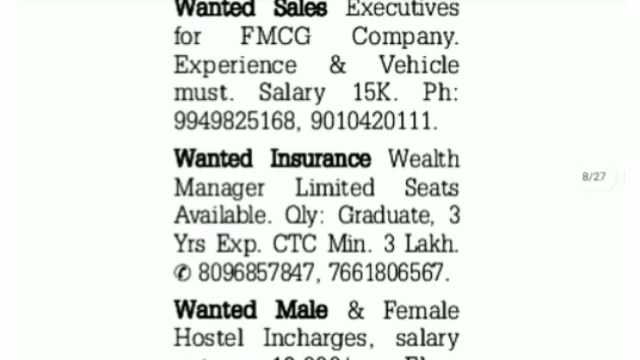 Wanted Sales Executives
for FMCG Company.
Experience & Vehicle
must. Salary 15K. Ph:
9949825168, 9010420111.
Wanted Insurance Wealth
Manager Limited Seats
Available. Qly: Graduate, 3
Yrs Exp. CTC Min. 3 Lakh.
✆ 8096857847, 7661806567.
Wanted Male & Female
Hostel Incharges, salary
8/27